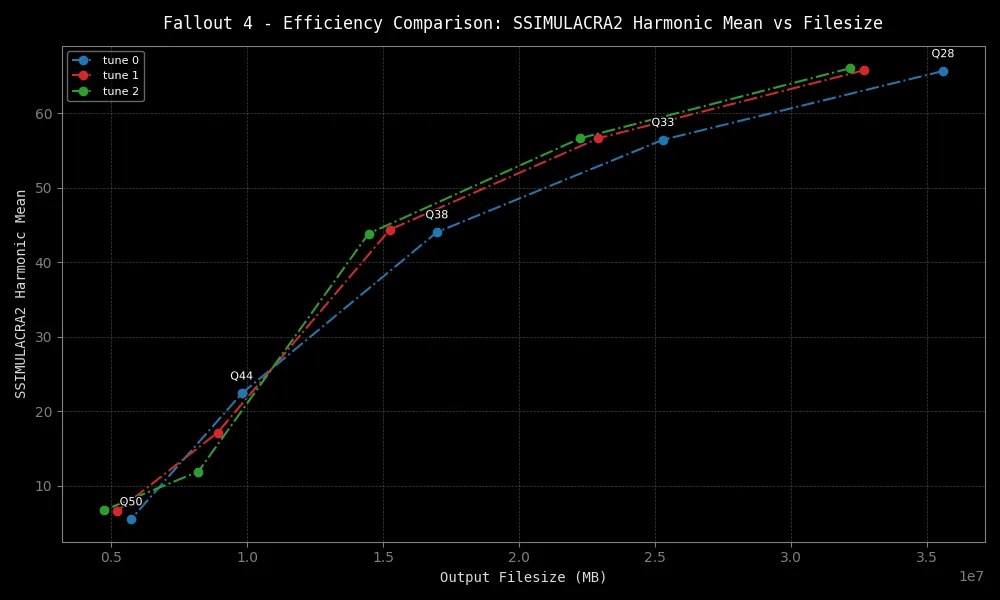 Fallout 4 - Efficiency Comparison: SSIMULACRA2 Harmonic Mean vs Filesize
tune 0
tune 1
tune 2
Q28
Q33
Q38
Q44
Q50
SSIMULACRA2 Harmonic Mean
60
50
40
30
20
10
0.5 1.0 1.5 2.0 2.5 3.0 3.5
1e7
Output Filesize (MB)